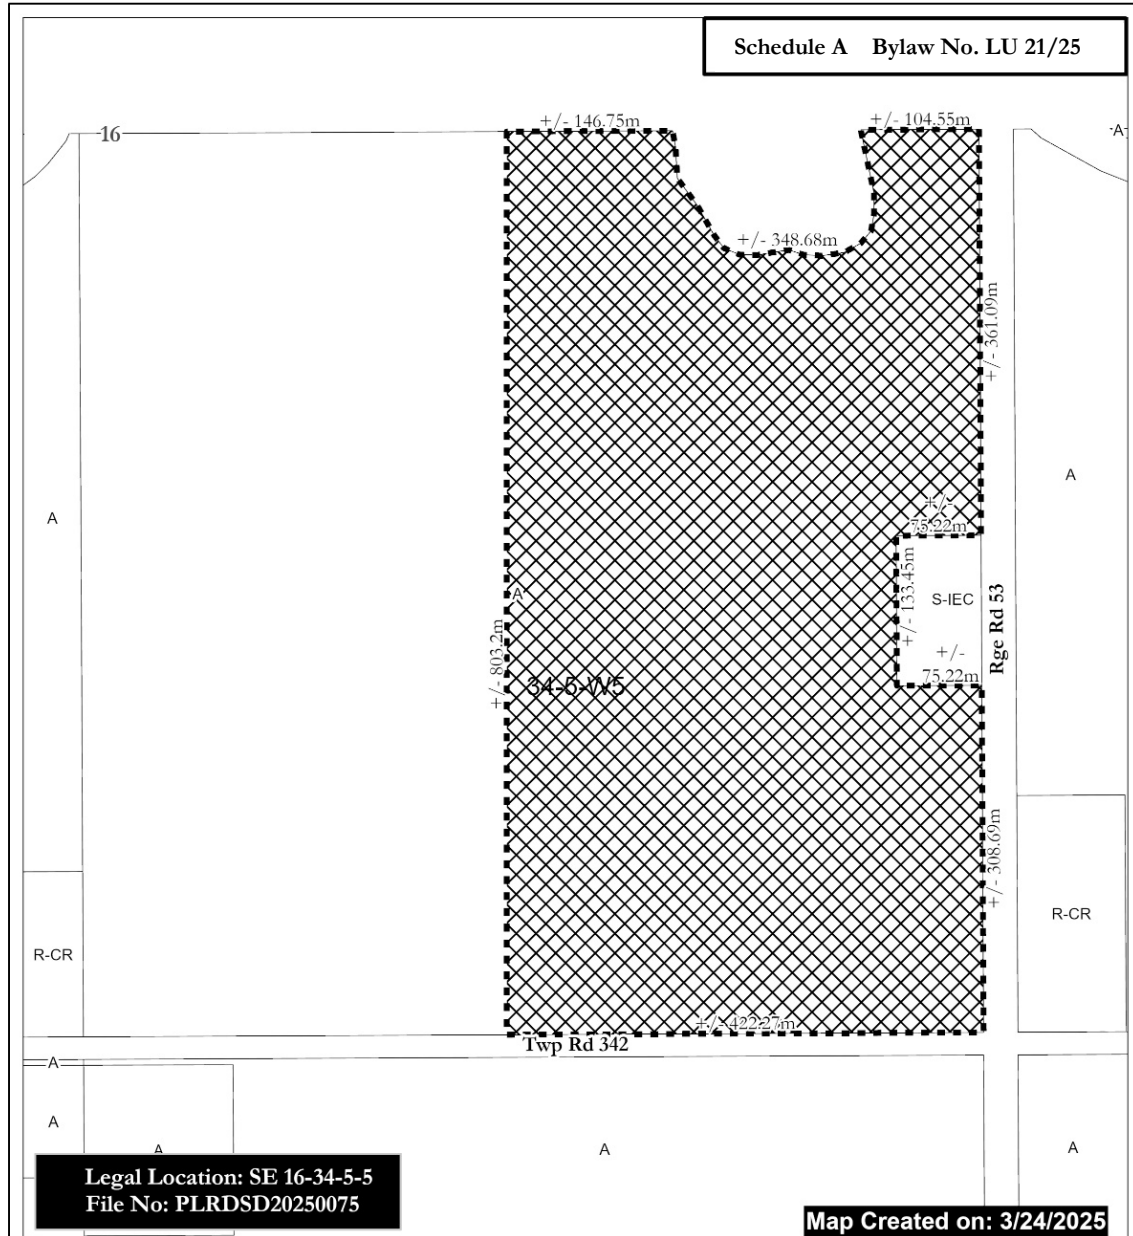 Schedule A Bylaw No. LU 21/25
+/- 146.75m
+/- 104.55m
16
A
+/- 348.68m
+/- 361.09m
A
A
+/-
75.22m
+/- 133.45m
S-IEC
Rge Rd 53
A
+/- 803.2m
+/-
75.22m
34-5-W5
+/- 308.69m
R-CR
R-CR
+/- 422.27m
Twp Rd 342
A
A
A
A
A
Legal Location: SE 16-34-5-5
File No: PLRDSD20250075
Map Created on: 3/24/2025